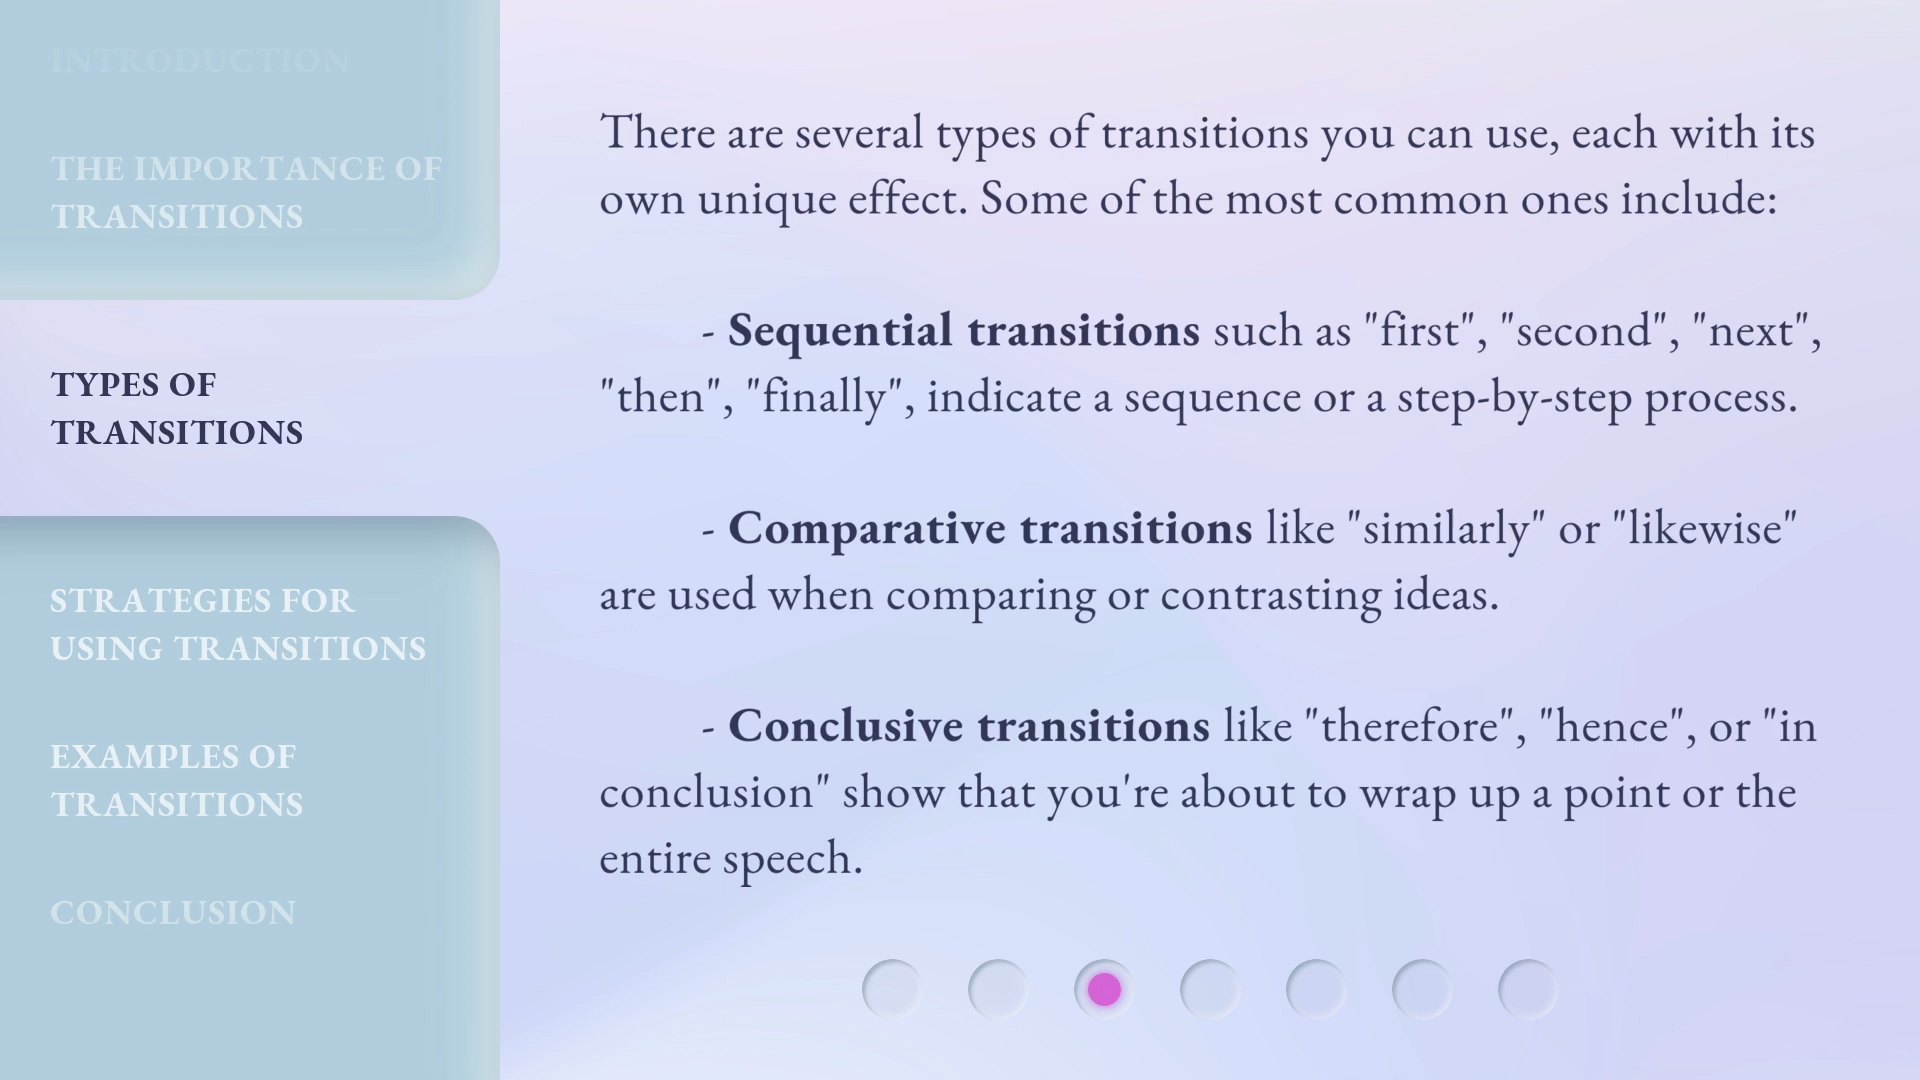 INTRODUCTION
THE IMPORTANCE OF
TRANSITIONS
TYPES OF
TRANSITIONS
STRATEGIES FOR
USING TRANSITIONS
EXAMPLES OF
TRANSITIONS
CONCLUSION
There are several types of transitions you can use, each with its
own unique effect. Some of the most common ones include:
- Sequential transitions such as "first", "second", "next",
"then", "finally", indicate a sequence or a step-by-step process.
- Comparative transitions like "similarly" or "likewise"
are used when comparing or contrasting ideas.
- Conclusive transitions like "therefore", "hence", or "in
conclusion" show that you're about to wrap up a point or the
entire speech.